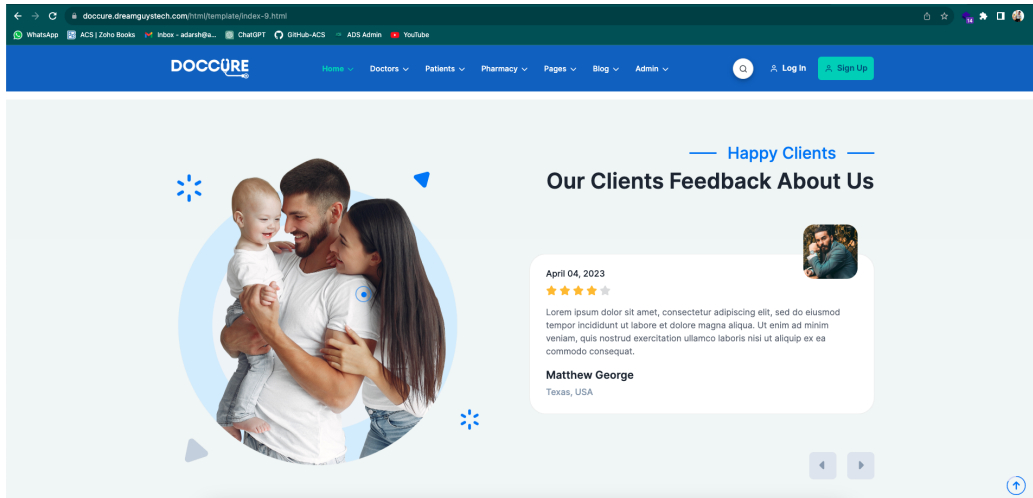 doccure.dreamguystech.com/html/template/index-9.html
WhatsApp ACS | Zoho Books Inbox - adarsh@a... ChatGPT GitHub-ACS ADS Admin YouTube
14
DOCCURE Home Doctors Patients Pharmacy Pages Blog Admin Log In Sign Up
Happy Clients
Our Clients Feedback About Us
April 04, 2023
Lorem ipsum dolor sit amet, consectetur adipiscing elit, sed do eiusmod
tempor incididunt ut labore et dolore magna aliqua. Ut enim ad minim
veniam, quis nostrud exercitation ullamco laboris nisi ut aliquip ex ea
commodo consequat.
Matthew George
Texas, USA